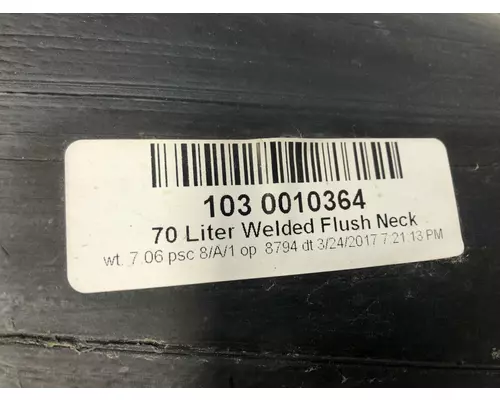 103 0010364
70 Liter Welded Flush Neck
wt. 7.06 psc 8/A/1 op 8794 dt 3/24/2017 7:21:13 PM